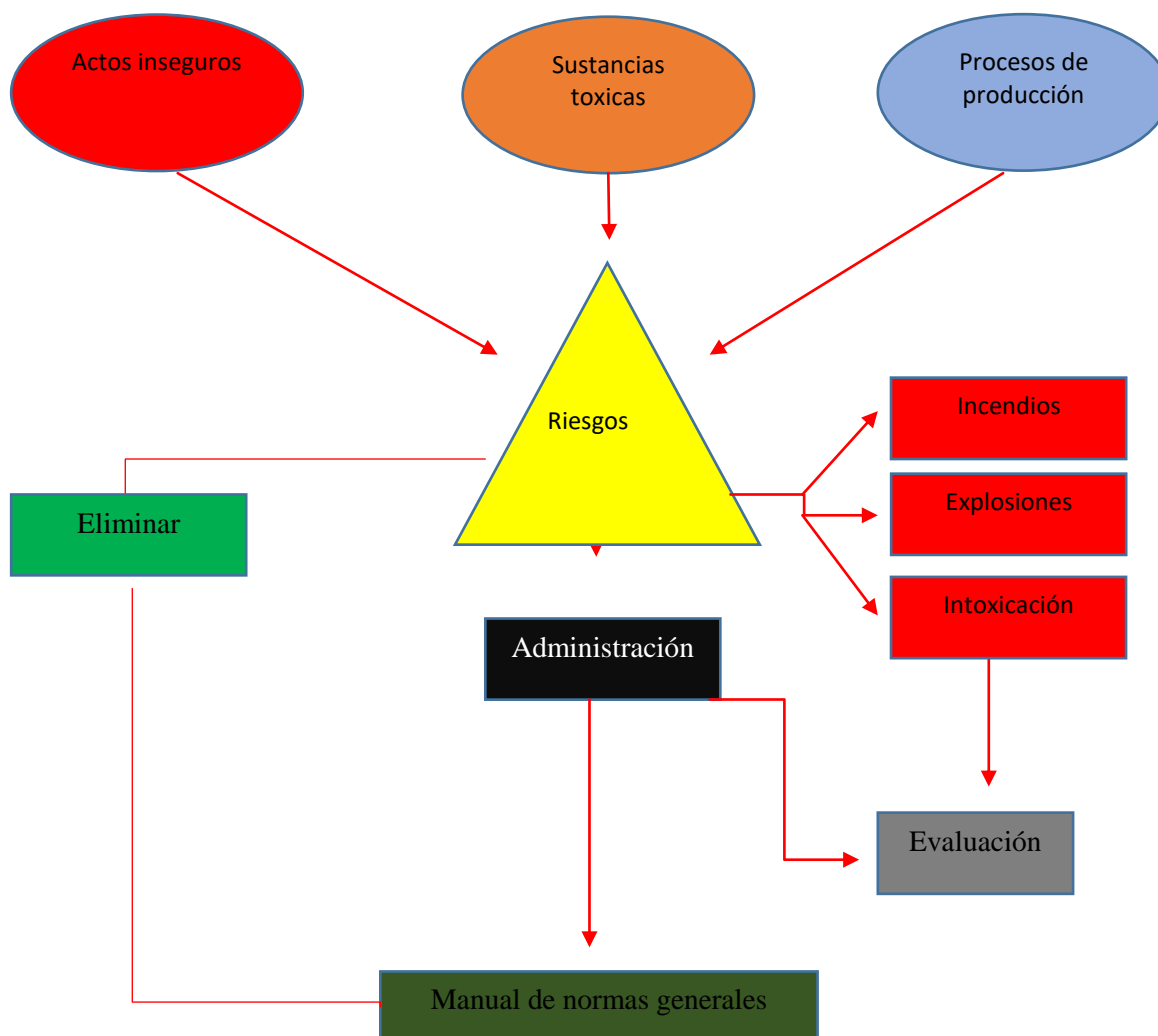 Actos inseguros
Sustancias
toxicas
Procesos de
producción
Riesgos
Incendios
Explosiones
Eliminar
Intoxicación
Administración
Evaluación
Manual de normas generales